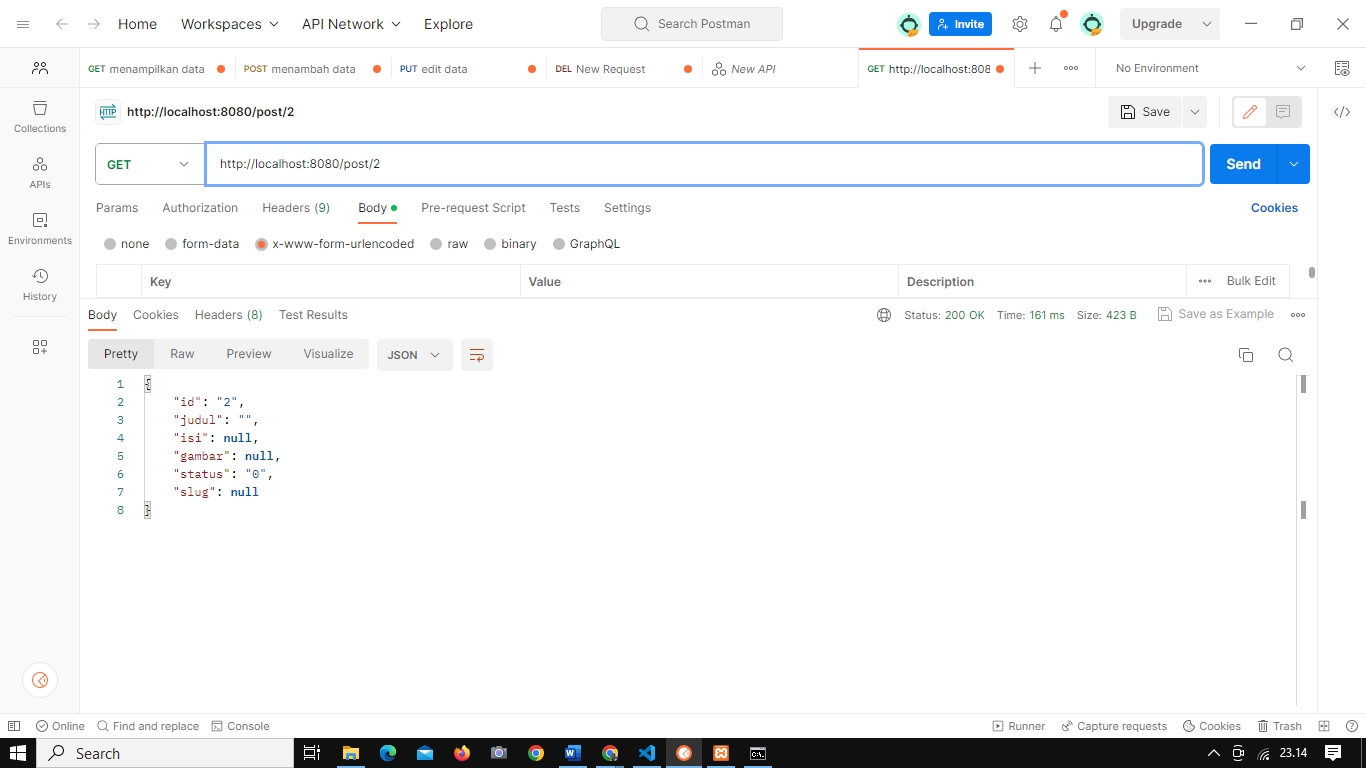 Home Workspaces API Network Explore Search Postman Invite Upgrade
GET menampilkan data POST menambah data PUT edit data DEL New Request New API GET http://localhost:808 No Environment
HTTP http://localhost:8080/post/2 Save
GET http://localhost:8080/post/2 Send
Params Authorization Headers (9) Body Pre-request Script Tests Settings Cookies
none form-data x-www-form-urlencoded raw binary GraphQL
Key Value Description Bulk Edit
Body Cookies Headers (8) Test Results Status: 200 OK Time: 161 ms Size: 423 B Save as Example
Pretty Raw Preview Visualize JSON
1 {
2 "id": "2",
3 "judul": "",
4 "isi": null,
5 "gambar": null,
6 "status": "0",
7 "slug": null
8 }
Collections
APIs
Environments
History
Online Find and replace Console Runner Capture requests Cookies Trash
Search 23.14